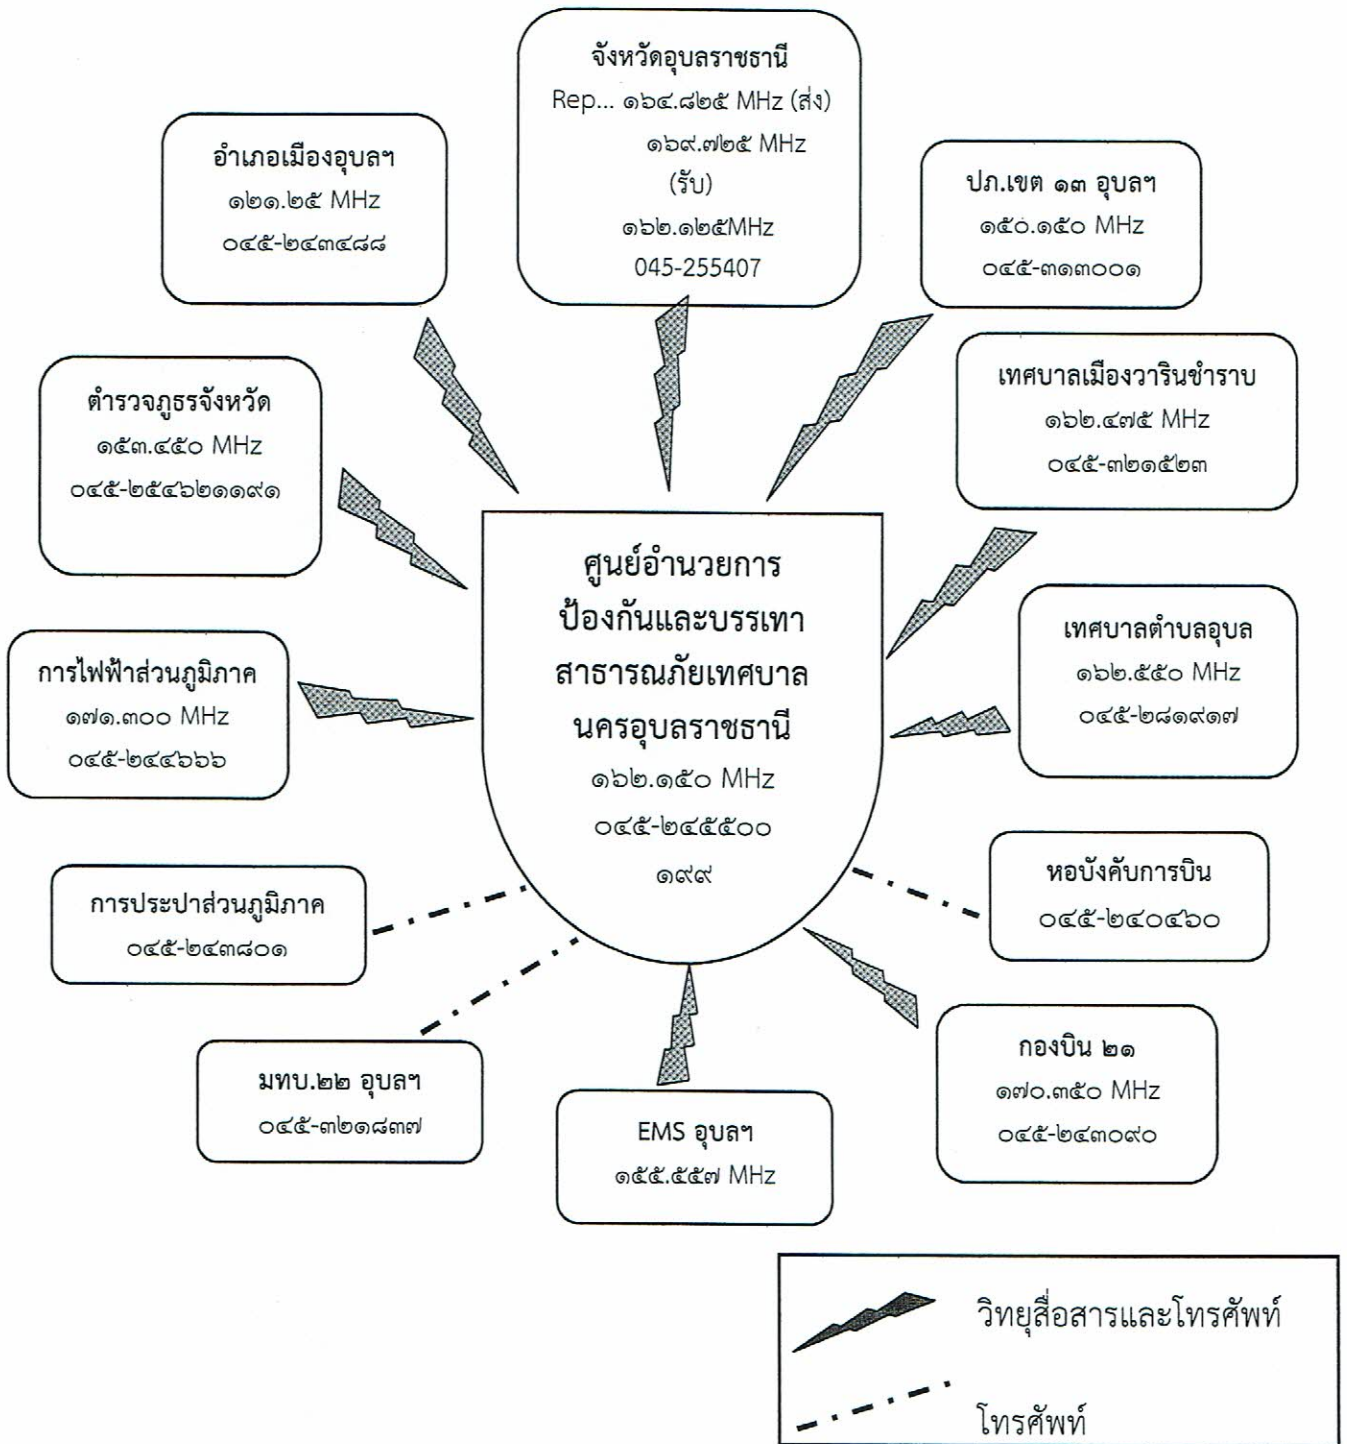 จังหวัดอุบลราชธานี
Rep... ๑๖๔.๘๒๕ MHz (ส่ง)
๑๖๙.๗๒๕ MHz
(รับ)
๑๖๒.๑๒๕MHz
045-255407
อำเภอเมืองอุบลฯ
๑๒๑.๒๕ MHz
๐๔๕-๒๔๓๔๘๘
ปภ.เขต ๑๓ อุบลฯ
๑๕๐.๑๕๐ MHz
๐๔๕-๓๑๓๐๐๑
ตำรวจภูธรจังหวัด
๑๕๓.๔๕๐ MHz
๐๔๕-๒๕๔๖๒๑๑๙๑
เทศบาลเมืองวารินชำราบ
๑๖๒.๔๗๕ MHz
๐๔๕-๓๒๑๕๒๓
ศูนย์อำนวยการ
ป้องกันและบรรเทา
สาธารณภัยเทศบาล
นครอุบลราชธานี
๑๖๒.๑๕๐ MHz
๐๔๕-๒๔๕๕๐๐
๑๙๙
การไฟฟ้าส่วนภูมิภาค
๑๗๑.๓๐๐ MHz
๐๔๕-๒๔๔๖๖๖
เทศบาลตำบลอุบล
๑๖๒.๕๕๐ MHz
๐๔๕-๒๘๑๙๑๗
การประปาส่วนภูมิภาค
๐๔๕-๒๔๓๘๐๑
หอบังคับการบิน
๐๔๕-๒๔๐๔๖๐
มทบ.๒๒ อุบลฯ
๐๔๕-๓๒๑๘๓๗
EMS อุบลฯ
๑๕๕.๕๕๗ MHz
กองบิน ๒๑
๑๗๐.๓๕๐ MHz
๐๔๕-๒๔๓๐๙๐
วิทยุสื่อสารและโทรศัพท์
โทรศัพท์